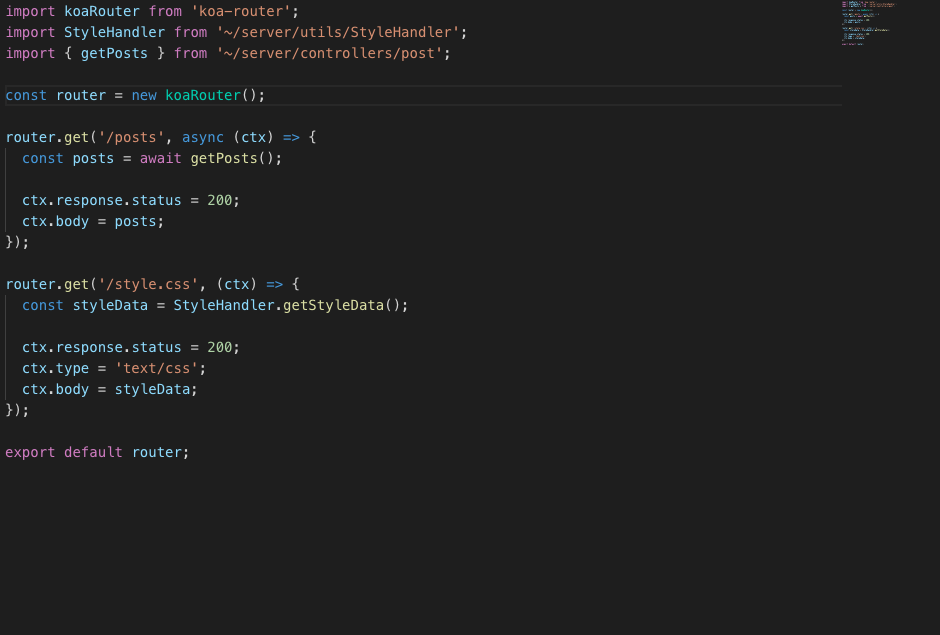 import koaRouter from 'koa-router';
import StyleHandler from '~/server/utils/StyleHandler';
import { getPosts } from '~/server/controllers/post';
const router = new koaRouter();
router.get('/posts', async (ctx) => {
  const posts = await getPosts();
  ctx.response.status = 200;
  ctx.body = posts;
});
router.get('/style.css', (ctx) => {
  const styleData = StyleHandler.getStyleData();
  ctx.response.status = 200;
  ctx.type = 'text/css';
  ctx.body = styleData;
});
export default router;